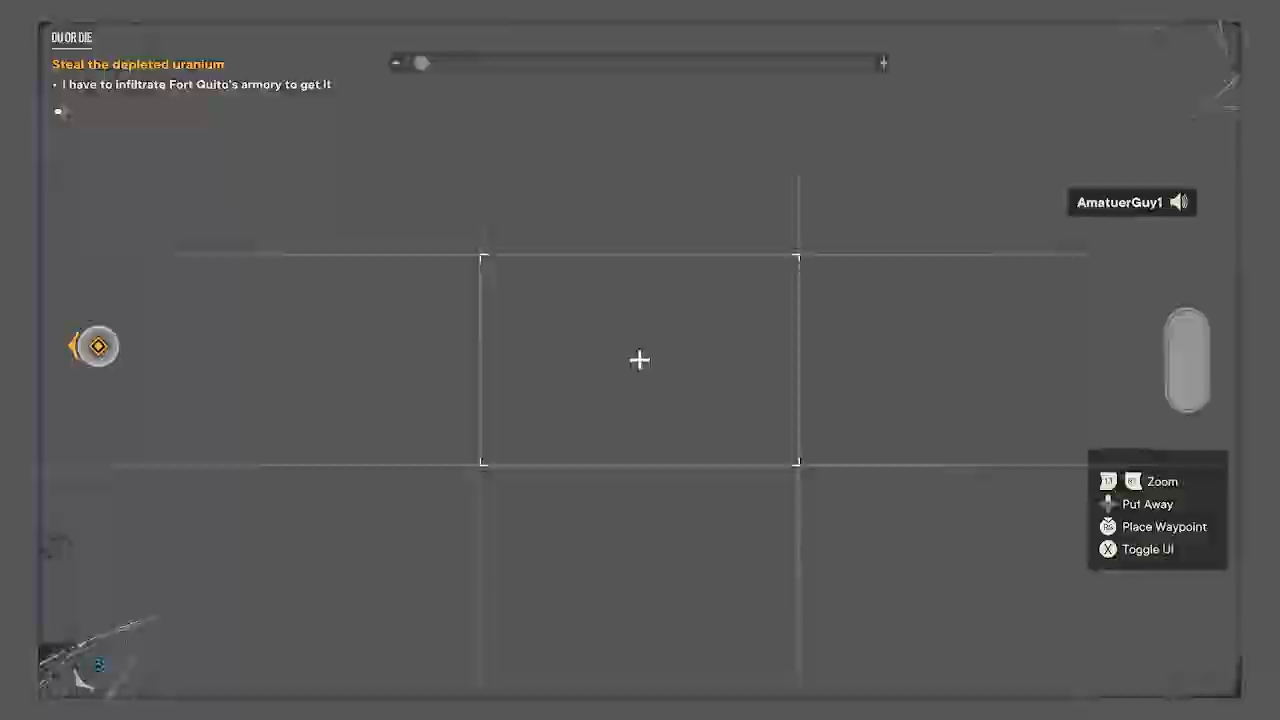 DU OR DIE
Steal the depleted uranium
• I have to infiltrate Fort Quito's armory to get it
AmatuerGuy1
Zoom
Put Away
RS Place Waypoint
X Toggle UI